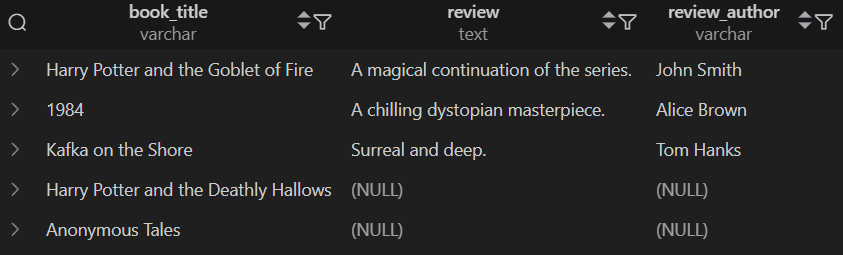 book_title review review_author
varchar text varchar
Harry Potter and the Goblet of Fire A magical continuation of the series. John Smith
1984 A chilling dystopian masterpiece. Alice Brown
Kafka on the Shore Surreal and deep. Tom Hanks
Harry Potter and the Deathly Hallows (NULL) (NULL)
Anonymous Tales (NULL) (NULL)